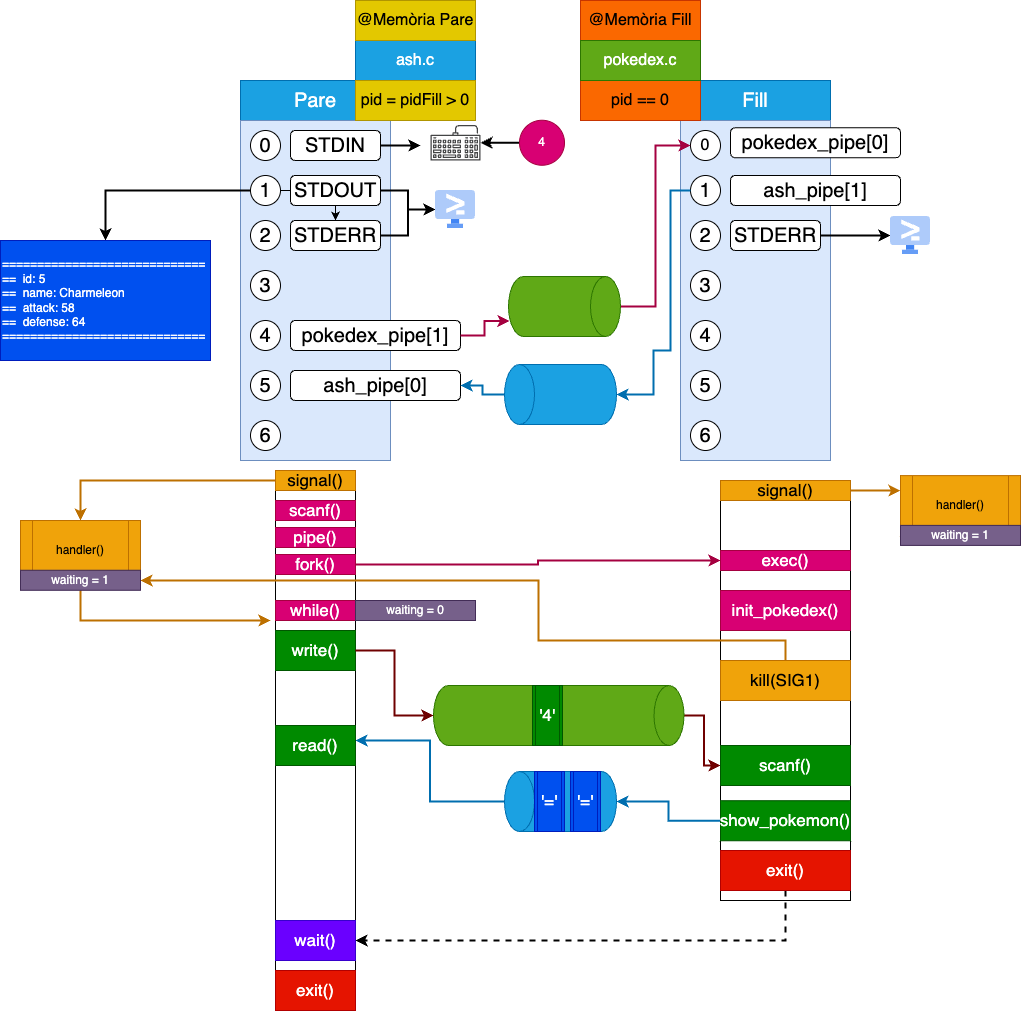 @Memòria Pare
@Memòria Fill
ash.c
pokedex.c
Pare
pid = pidFill > 0
pid == 0
Fill
0
STDIN
4
0
pokedex_pipe[0]
1
STDOUT
1
ash_pipe[1]
2
STDERR
2
STDERR
=============================
== id: 5
== name: Charmeleon
== attack: 58
== defense: 64
=============================
3
3
4
pokedex_pipe[1]
4
5
ash_pipe[0]
5
6
6
signal()
signal()
handler()
waiting = 1
scanf()
pipe()
handler()
waiting = 1
fork()
exec()
while()
waiting = 0
init_pokedex()
write()
kill(SIG1)
'4'
read()
scanf()
'='
'='
show_pokemon()
exit()
wait()
exit()